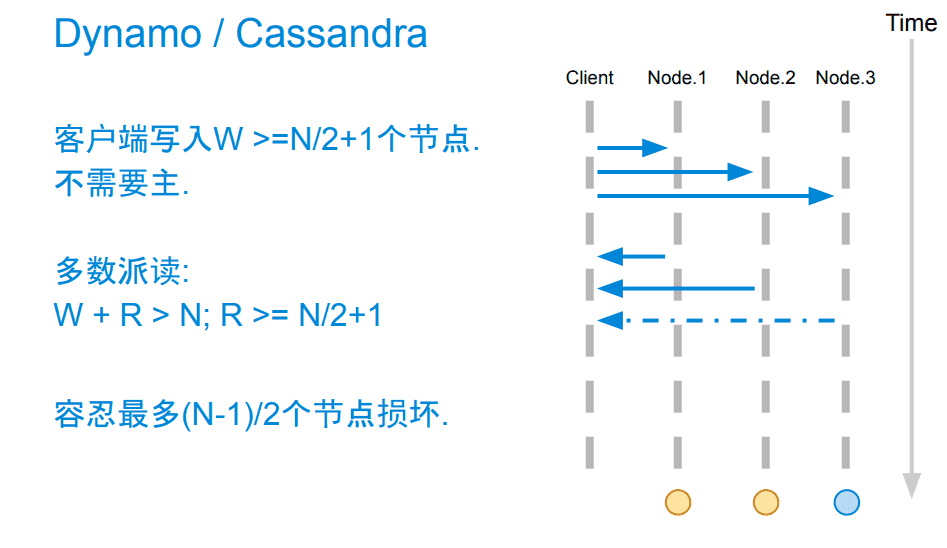 Dynamo / Cassandra
Time
Client Node.1 Node.2 Node.3
客户端写入W >=N/2+1个节点.
不需要主.
多数派读:
W + R > N; R >= N/2+1
容忍最多(N-1)/2个节点损坏.